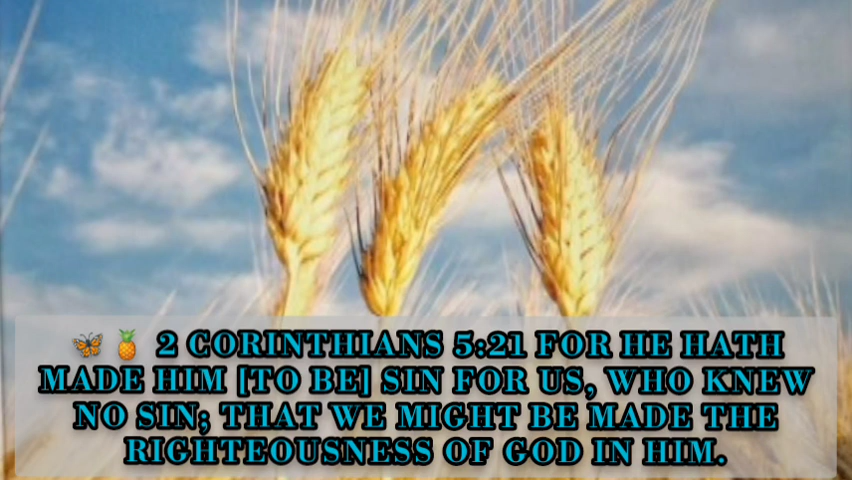 🦋🍍 2 CORINTHIANS 5:21 FOR HE HATH
MADE HIM [TO BE] SIN FOR US, WHO KNEW
NO SIN; THAT WE MIGHT BE MADE THE
RIGHTEOUSNESS OF GOD IN HIM.